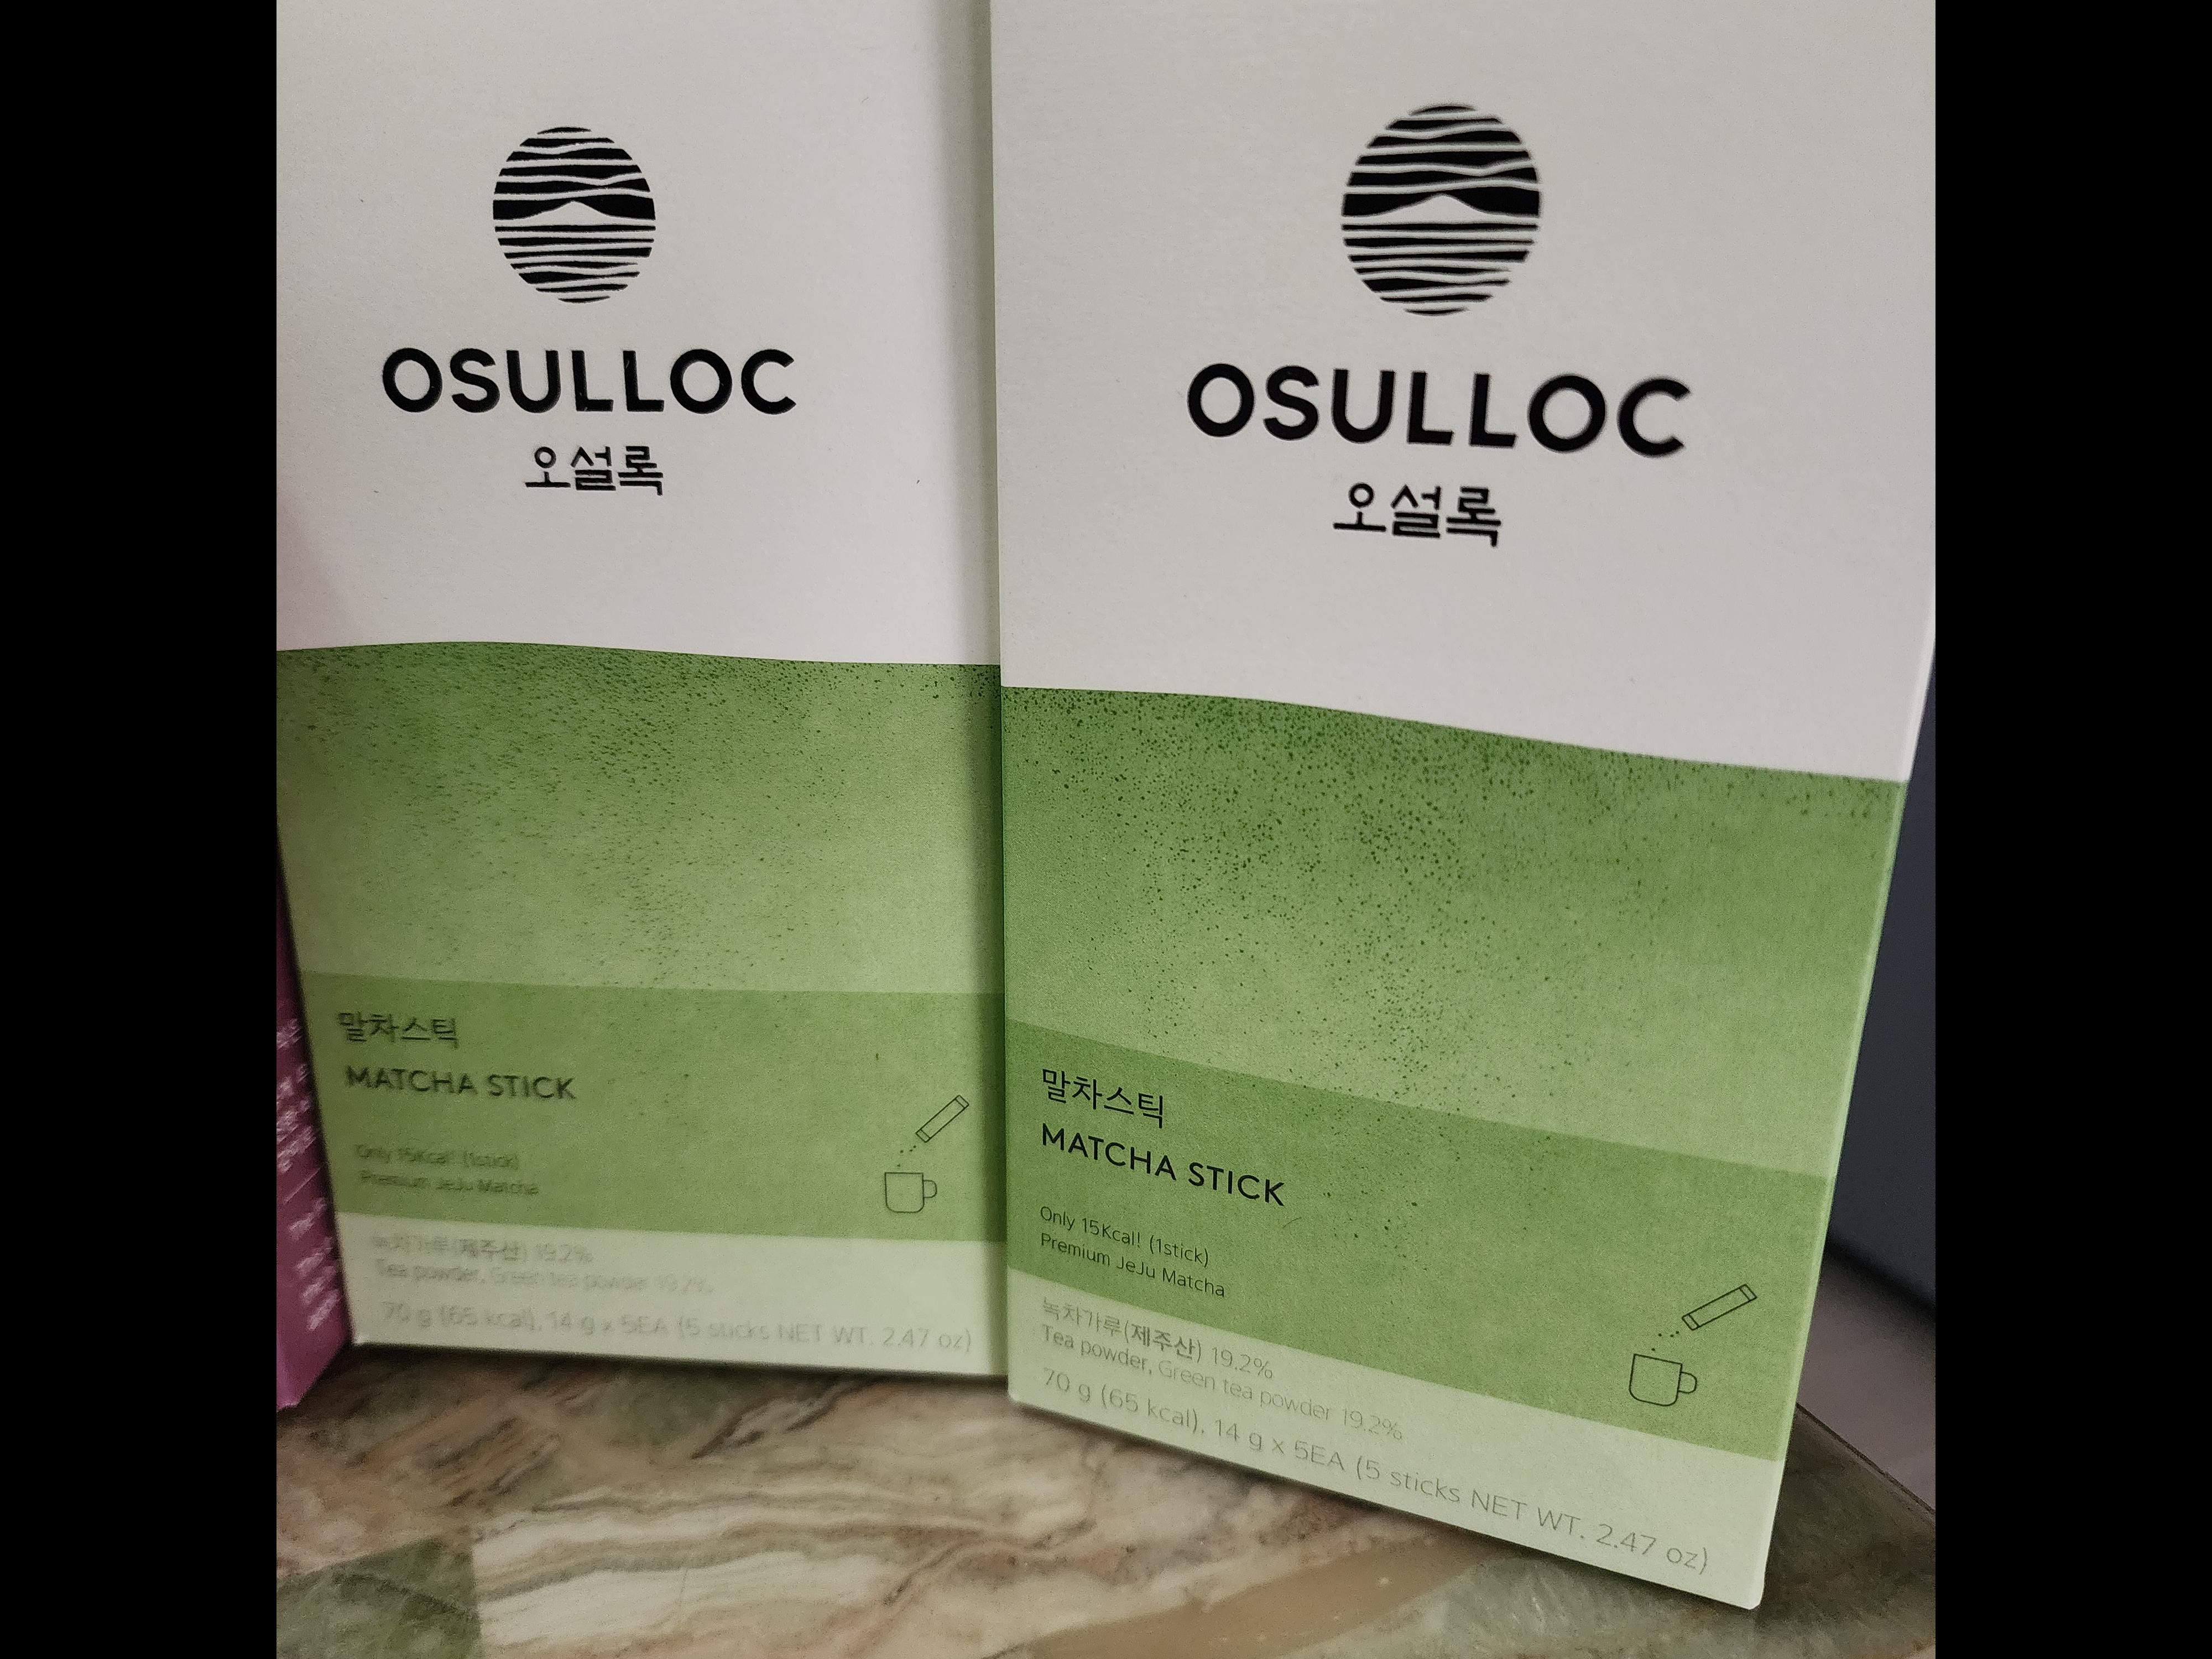 OSULLOC
오설록
말차스틱
MATCHA STICK
Only 15Kcal! (1stick)
Premium JeJu Matcha
녹차가루(제주산) 19.2%
Tea powder, Green tea powder 19.2%
70 g (65 kcal), 14 g x 5EA (5 sticks NET WT. 2.47 oz)
OSULLOC
오설록
말차스틱
MATCHA STICK
Only 15Kcal! (1stick)
Premium JeJu Matcha
녹차가루(제주산) 19.2%
Tea powder, Green tea powder 19.2%
70 g (65 kcal), 14 g x 5EA (5 sticks NET WT. 2.47 oz)